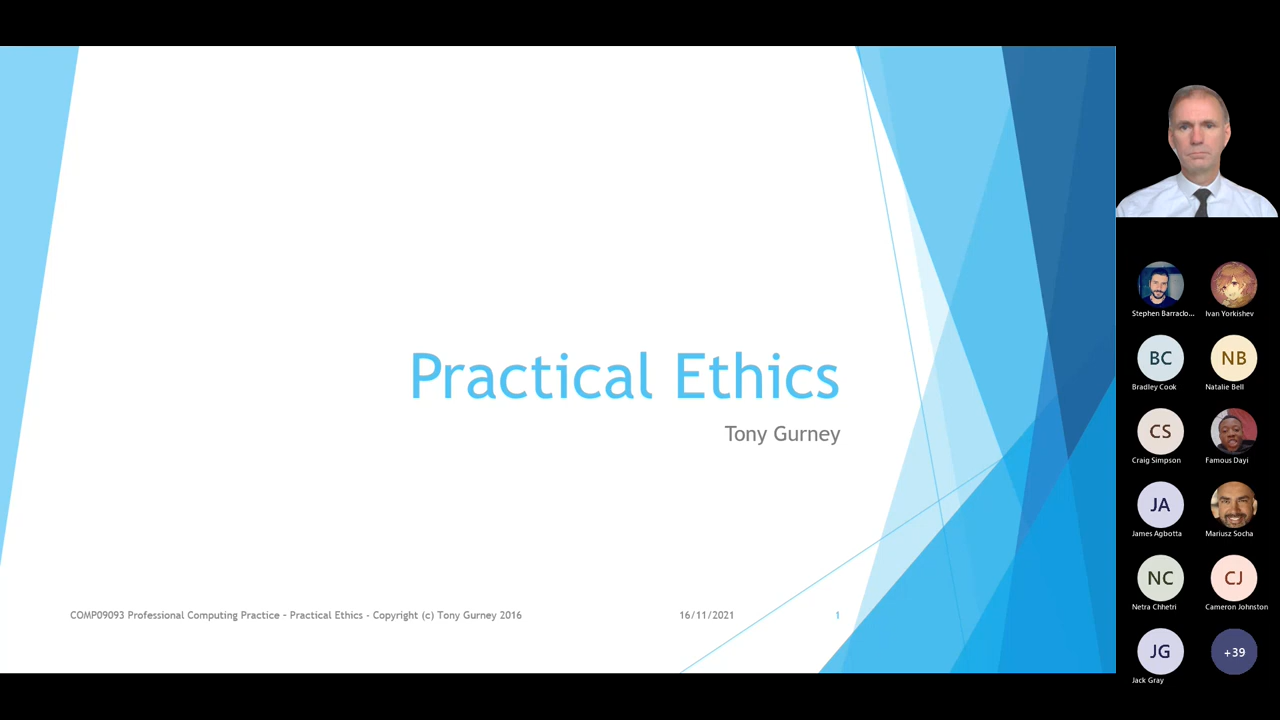 Practical Ethics
Tony Gurney
COMP09093 Professional Computing Practice – Practical Ethics - Copyright (c) Tony Gurney 2016
16/11/2021
1
Stephen Barraclo...
Ivan Yorkishev
BC
Bradley Cook
NB
Natalie Bell
CS
Craig Simpson
Famous Dayi
JA
James Agbotta
Mariusz Socha
NC
Netra Chhetri
CJ
Cameron Johnston
JG
Jack Gray
+39